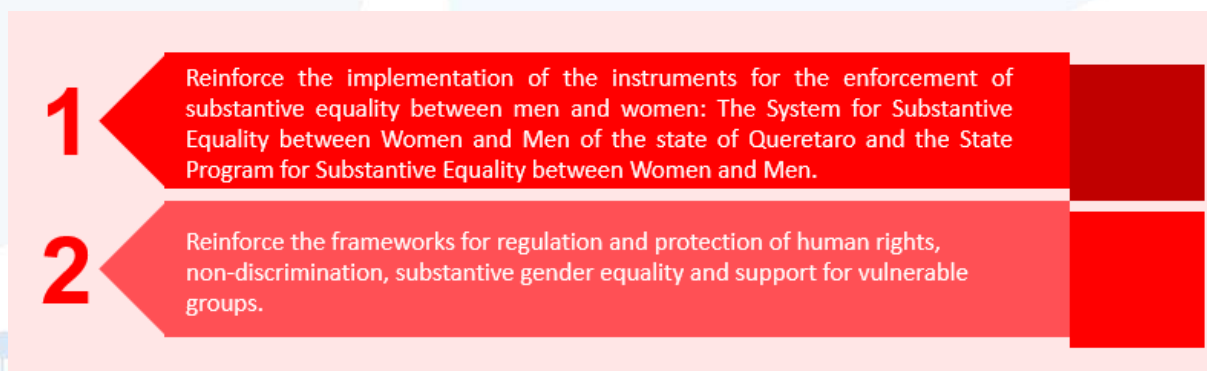 1
Reinforce the implementation of the instruments for the enforcement of
substantive equality between men and women: The System for Substantive
Equality between Women and Men of the state of Queretaro and the State
Program for Substantive Equality between Women and Men.
2
Reinforce the frameworks for regulation and protection of human rights,
non-discrimination, substantive gender equality and support for vulnerable
groups.